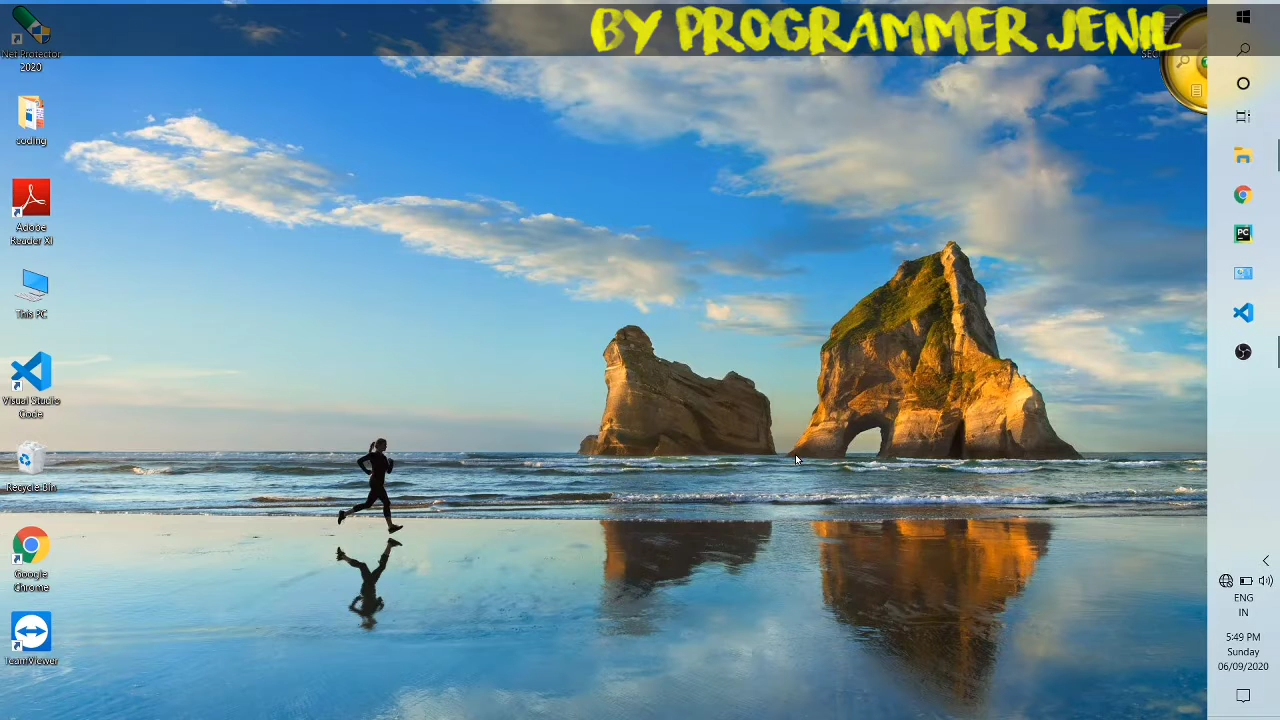 BY PROGRAMMER JENIL
Net Protector
2020
coding
Adobe
Reader XI
This PC
Visual Studio
Code
Recycle Bin
Google
Chrome
TeamViewer
PC
ENG
IN
5:49 PM
Sunday
06/09/2020